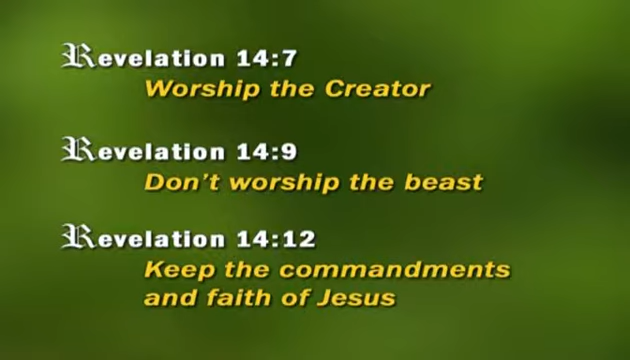 Revelation 14:7
Worship the Creator
Revelation 14:9
Don't worship the beast
Revelation 14:12
Keep the commandments
and faith of Jesus